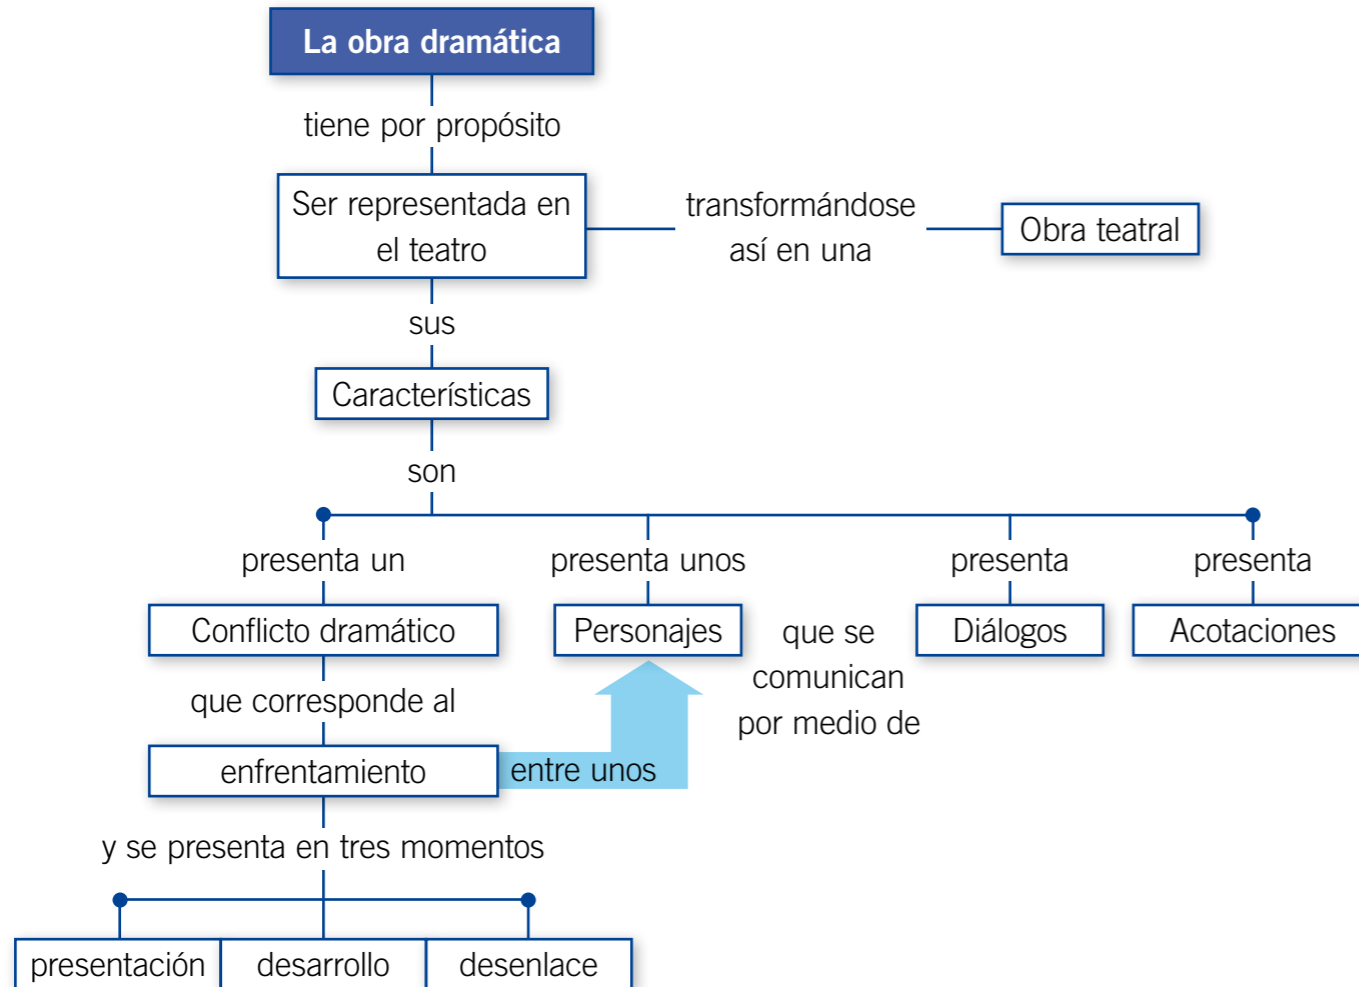 La obra dramática
tiene por propósito
Ser representada en
el teatro
transformándose
así en una
Obra teatral
sus
Características
son
presenta un
presenta unos
presenta
presenta
Conflicto dramático
Personajes
que se
comunican
por medio de
Diálogos
Acotaciones
que corresponde al
enfrentamiento
entre unos
y se presenta en tres momentos
presentación
desarrollo
desenlace